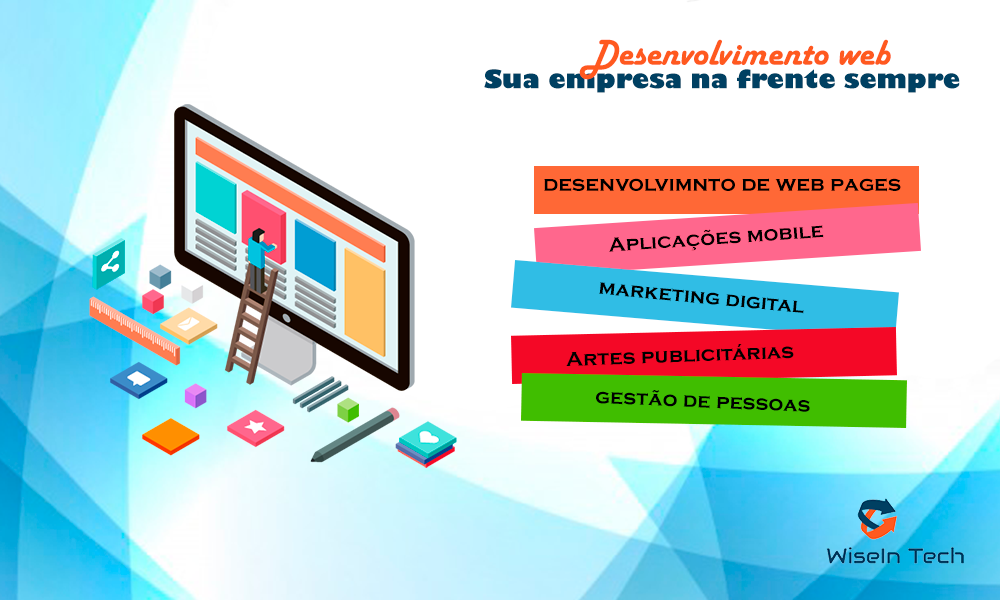 Desenvolvimento web
Sua empresa na frente sempre
DESENVOLVIMNTO DE WEB PAGES
APLICAÇÕES MOBILE
MARKETING DIGITAL
ARTES PUBLICITÁRIAS
GESTÃO DE PESSOAS
WiseIn Tech